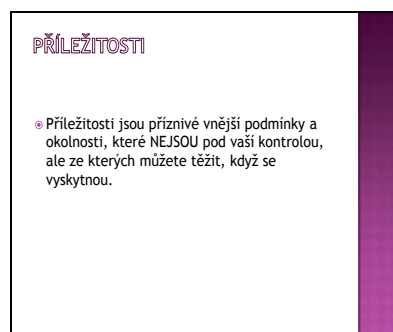 PŘÍLEŽITOSTI
Příležitosti jsou příznivé vnější podmínky a
okolnosti, které NEJSOU pod vaší kontrolou,
ale ze kterých můžete těžit, když se
vyskytnou.